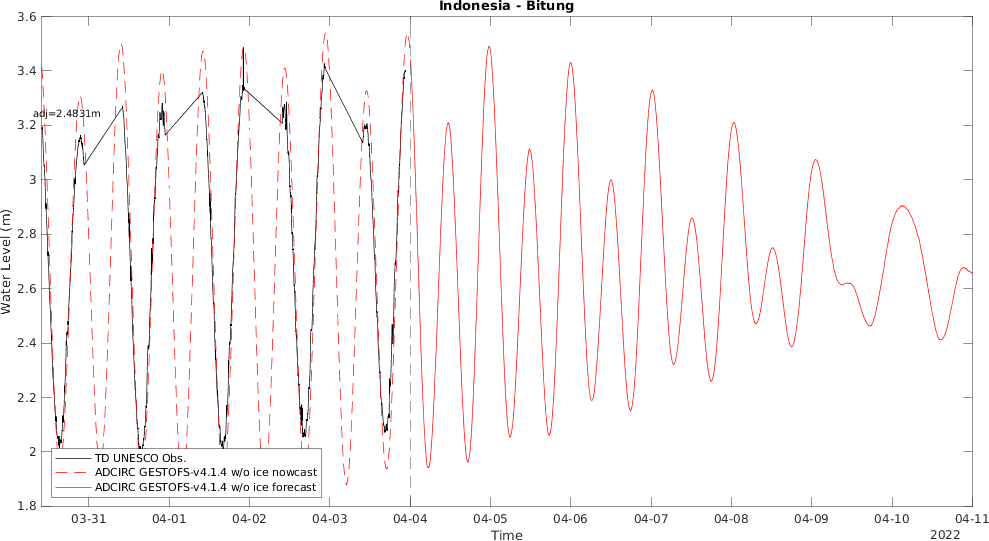 Indonesia - Bitung
Water Level (m)
3.6
3.4
3.2
3
2.8
2.6
2.4
2.2
2
1.8
adj=2.4831m
TD UNESCO Obs.
ADCIRC GESTOFS-v4.1.4 w/o ice nowcast
ADCIRC GESTOFS-v4.1.4 w/o ice forecast
03-31 04-01 04-02 04-03 04-04 04-05 04-06 04-07 04-08 04-09 04-10 04-11
Time
2022